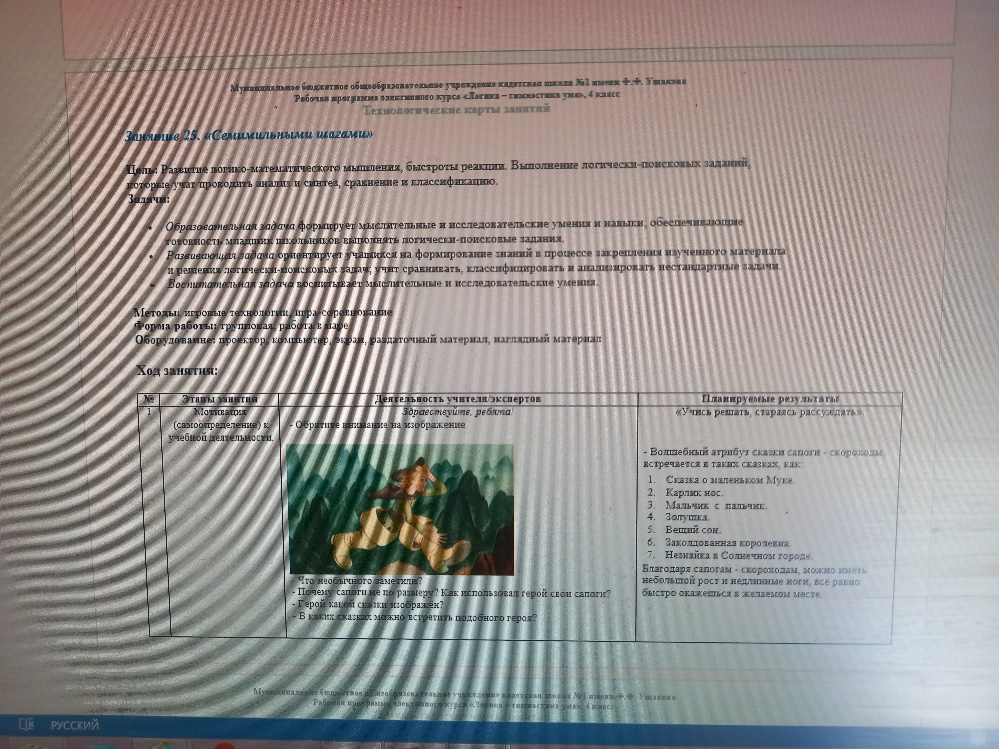 Муниципальное бюджетное общеобразовательное учреждение кадетская школа №1 имени Ф.Ф. Ушакова
Рабочая программа элективного курса «Логика – гимнастика ума», 4 класс
Технологические карты занятий
Занятие 25. «Семимильными шагами»
Цель: Развитие логико-математического мышления, быстроты реакции. Выполнение логически-поисковых заданий,
которые учат проводить анализ и синтез, сравнение и классификацию.
Задачи:
• Образовательная задача формирует мыслительные и исследовательские умения и навыки, обеспечивающие
готовность младших школьников выполнять логически-поисковые задания.
• Развивающая задача ориентирует учащихся на формирование знаний в процессе закрепления изученного материала
и решения логически-поисковых задач, учит сравнивать, классифицировать и анализировать нестандартные задачи.
• Воспитательная задача воспитывает мыслительные и исследовательские умения.
Методы: игровые технологии, игра-соревнование
Форма работы: групповая, работа в паре
Оборудование: проектор, компьютер, экран, раздаточный материал, наглядный материал
Ход занятия:
№ Этапы занятия Деятельность учителя/экспертов Планируемые результаты
1 Мотивация
(самоопределение) к
учебной деятельности.
Здравствуйте, ребята!
- Обратите внимание на изображение
- Что необычного заметили?
- Почему сапоги не по размеру? Как использовал герой свои сапоги?
- Герой какой сказки изображён?
- В каких сказках можно встретить подобного героя?
«Учись решать, стараясь рассуждать».
- Волшебный атрибут сказки сапоги - скороходы,
встречается в таких сказках, как:
1. Сказка о маленьком Муке.
2. Карлик нос.
3. Мальчик с пальчик.
4. Золушка.
5. Вещий сон.
6. Заколдованная королевна.
7. Незнайка в Солнечном городе.
Благодаря сапогам - скороходам, можно иметь
небольшой рост и недлинные ноги, все равно
быстро окажешься в желаемом месте.
Муниципальное бюджетное общеобразовательное учреждение кадетская школа №1 имени Ф.Ф. Ушакова
Рабочая программа элективного курса «Логика – гимнастика ума», 4 класс
РУССКИЙ